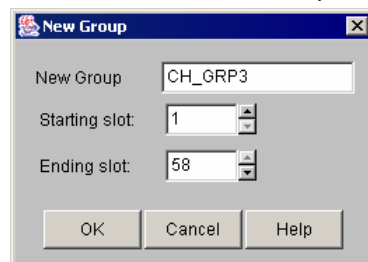 New Group
New Group CH_GRP3
Starting slot: 1
Ending slot: 58
OK Cancel Help